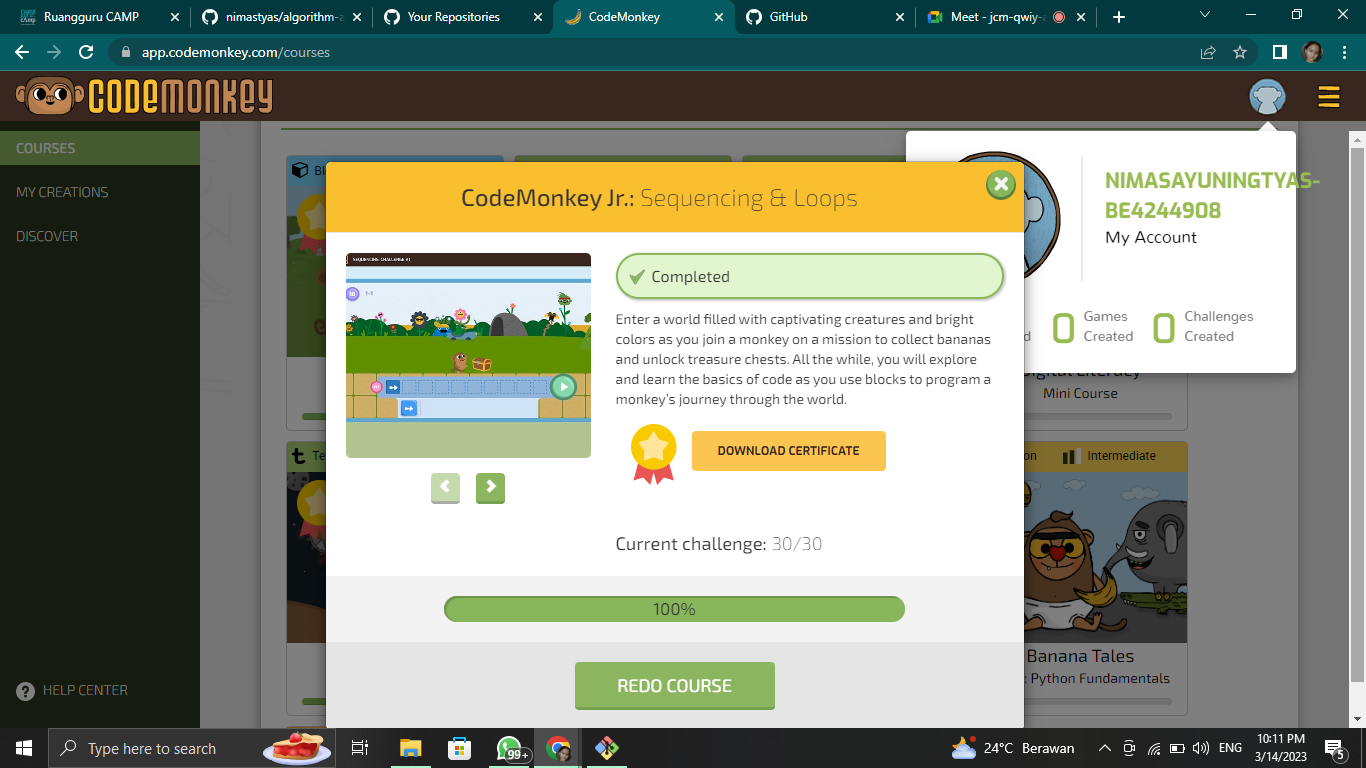 Ruangguru CAMP
nimastyas/algorithm-a
Your Repositories
CodeMonkey
GitHub
Meet - jcm-qwiy-a
app.codemonkey.com/courses
CODEMONKEY
COURSES
MY CREATIONS
DISCOVER
HELP CENTER
NIMASAYUNINGTYAS-
BE4244908
My Account
0 Games
Created
0 Challenges
Created
Mini Course
CodeMonkey Jr.: Sequencing & Loops
SEQUENCING CHALLENGE #1
Completed
Enter a world filled with captivating creatures and bright
colors as you join a monkey on a mission to collect bananas
and unlock treasure chests. All the while, you will explore
and learn the basics of code as you use blocks to program a
monkey's journey through the world.
DOWNLOAD CERTIFICATE
Current challenge: 30/30
100%
REDO COURSE
Intermediate
Banana Tales
: Python Fundamentals
Type here to search
99+
24°C Berawan
ENG
10:11 PM
3/14/2023
5